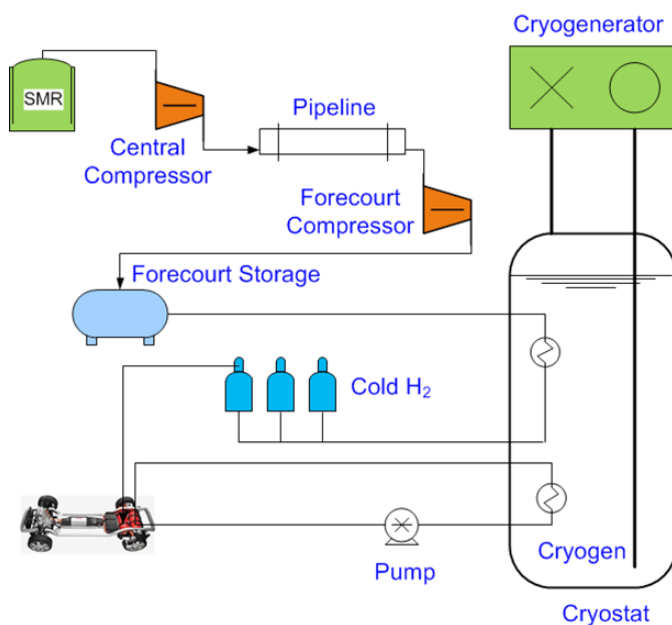 Cryogenerator
SMR
Pipeline
Central
Compressor
Forecourt
Compressor
Forecourt Storage
Cold H₂
Pump
Cryogen
Cryostat